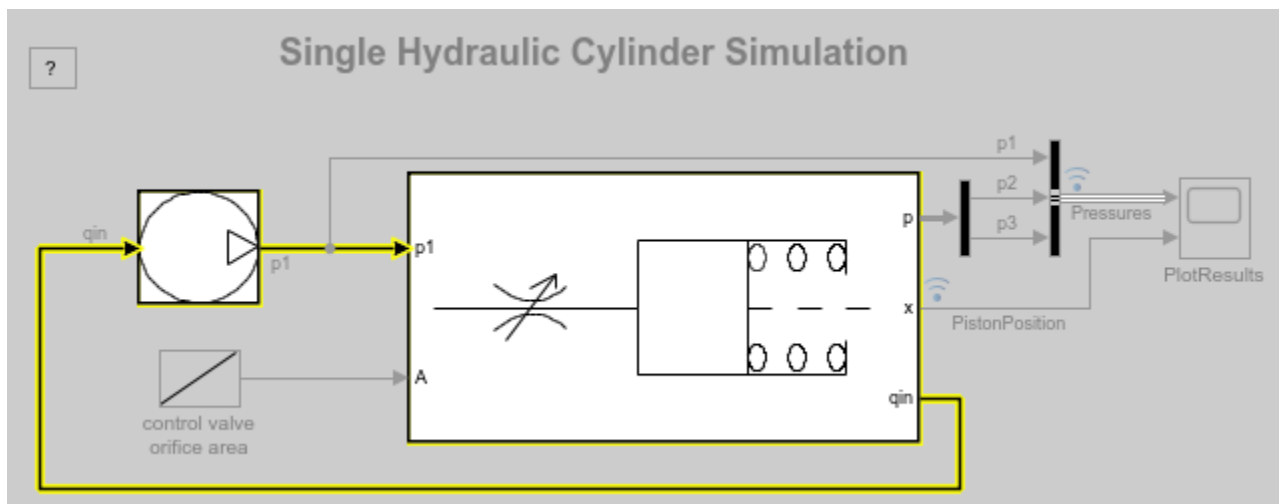 ?
Single Hydraulic Cylinder Simulation
p1
p2
p3
Pressures
PlotResults
qin
p1
p1
p
x
PistonPosition
A
qin
control valve
orifice area